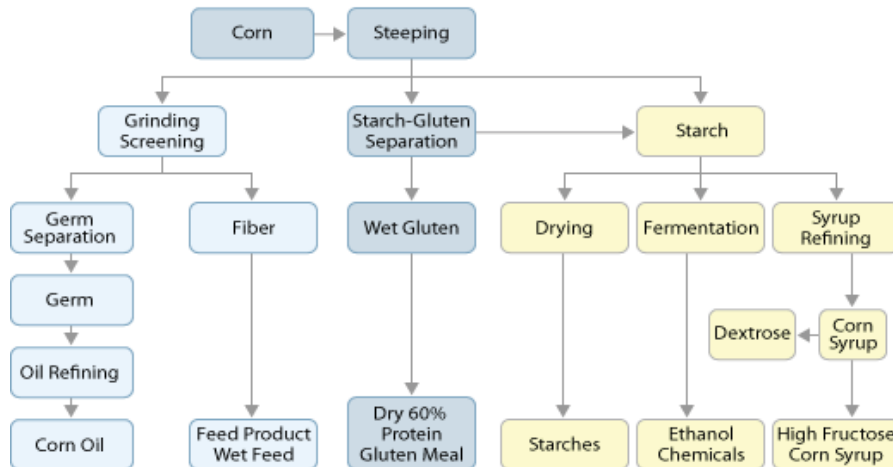 Corn
Steeping
Grinding
Screening
Starch-Gluten
Separation
Starch
Germ
Separation
Fiber
Wet Gluten
Drying
Fermentation
Syrup
Refining
Germ
Dextrose
Corn
Syrup
Oil Refining
Corn Oil
Feed Product
Wet Feed
Dry 60%
Protein
Gluten Meal
Starches
Ethanol
Chemicals
High Fructose
Corn Syrup